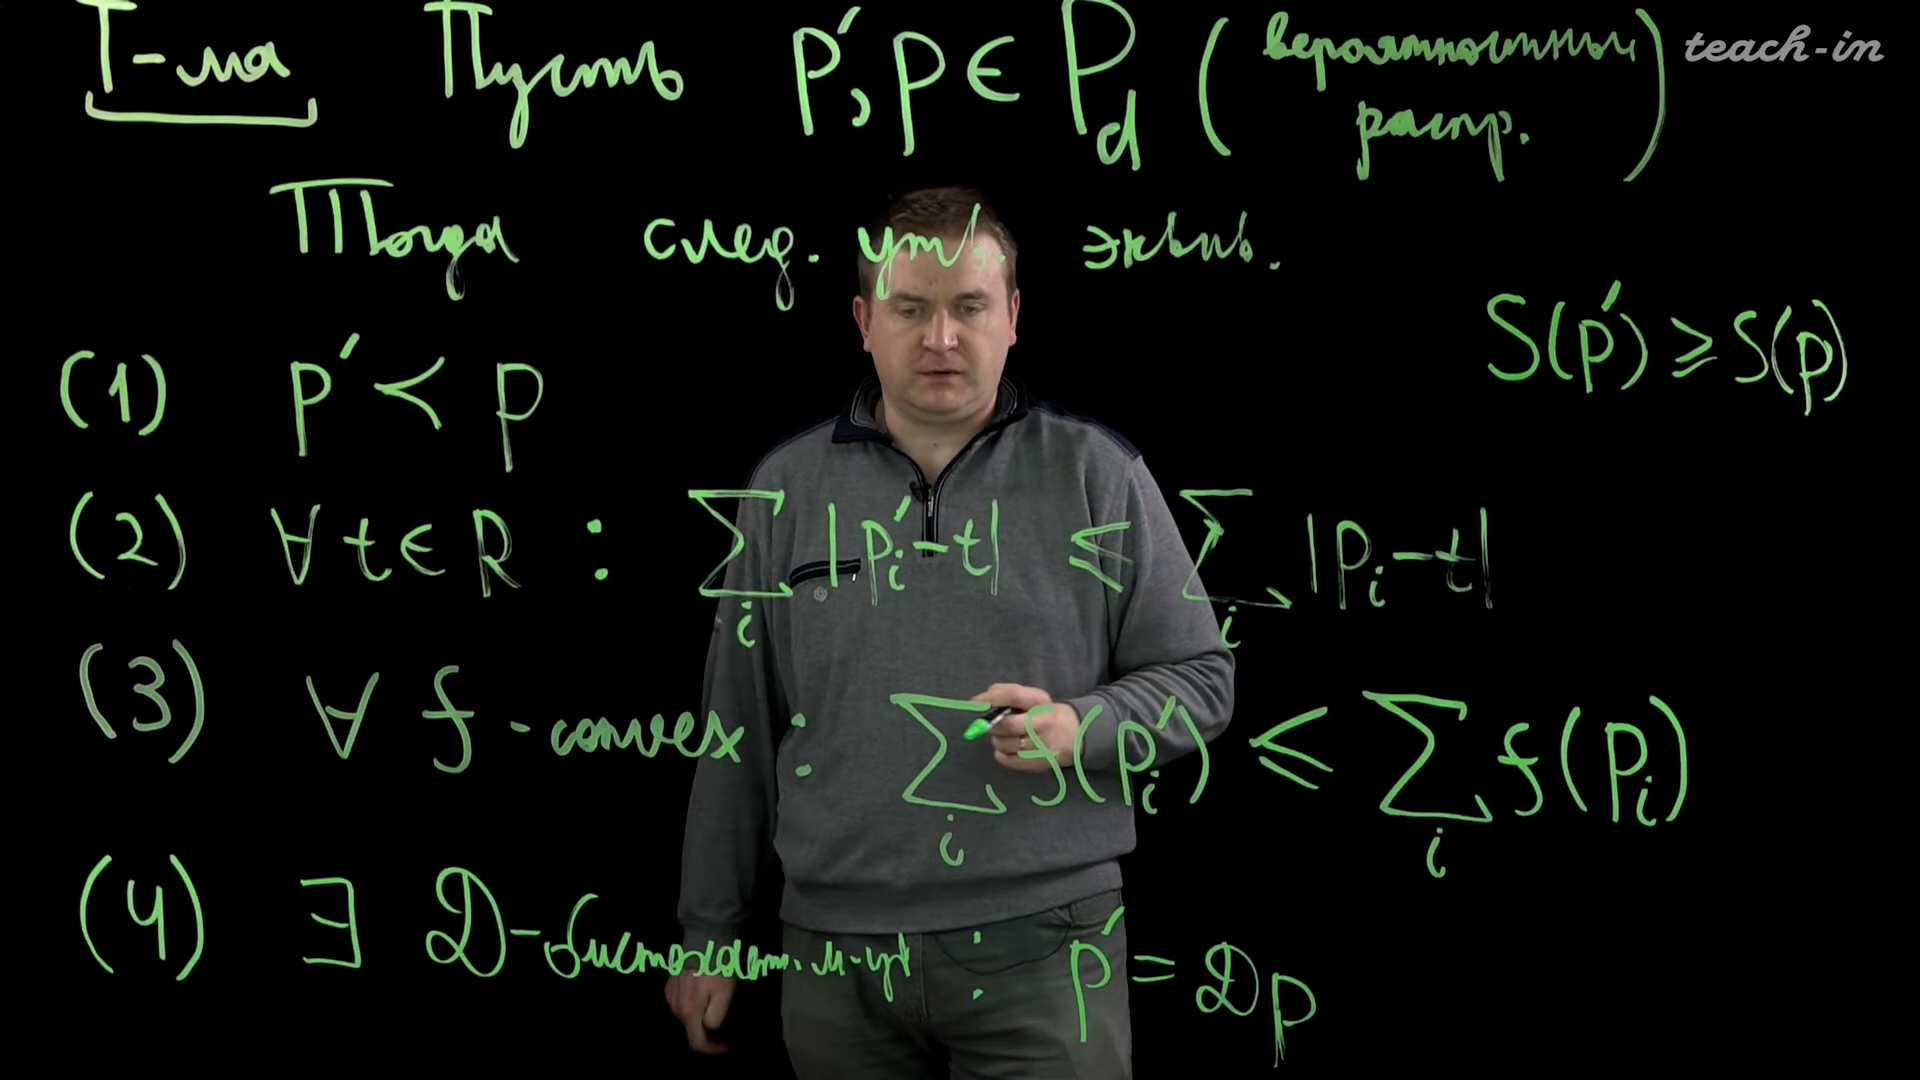 Т-ма Пусть p', p ∈ P_d ( вероятностные распр. ) teach-in
Тогда след. утв. эквив.
S(p') ⩾ S(p)
(1) p' ≺ p
(2) ∀ t ∈ R : ∑_i |p'_i - t| ⩽ ∑_i |p_i - t|
(3) ∀ f - convex : ∑_i f(p'_i) ⩽ ∑_i f(p_i)
(4) ∃ D - бистохаст. м-ца : p' = Dp